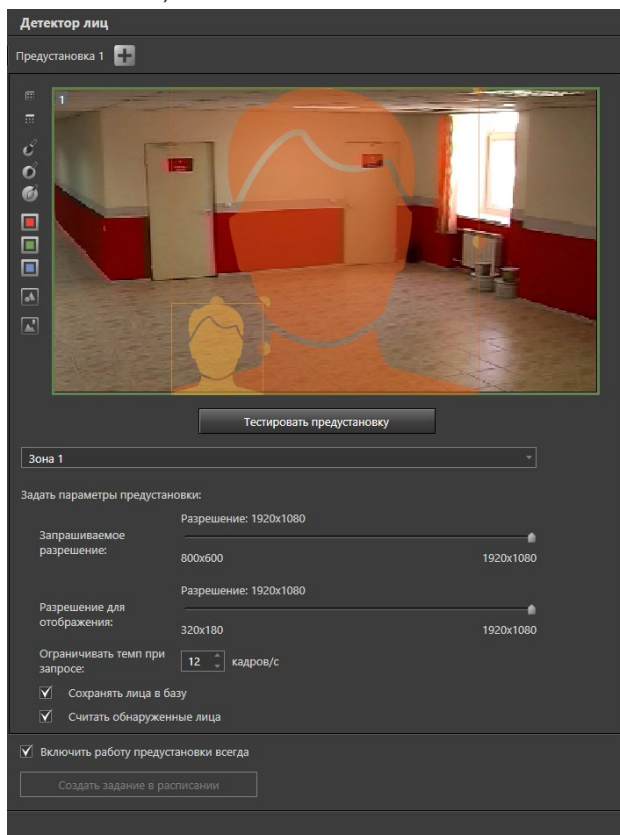 Детектор лиц
Предустановка 1
1
Тестировать предустановку
Зона 1
Задать параметры предустановки:
Разрешение: 1920x1080
Запрашиваемое
разрешение:
800x600 1920x1080
Разрешение: 1920x1080
Разрешение для
отображения:
320x180 1920x1080
Ограничивать темп при
запросе:
12 кадров/с
Сохранять лица в базу
Считать обнаруженные лица
Включить работу предустановки всегда
Создать задание в расписании